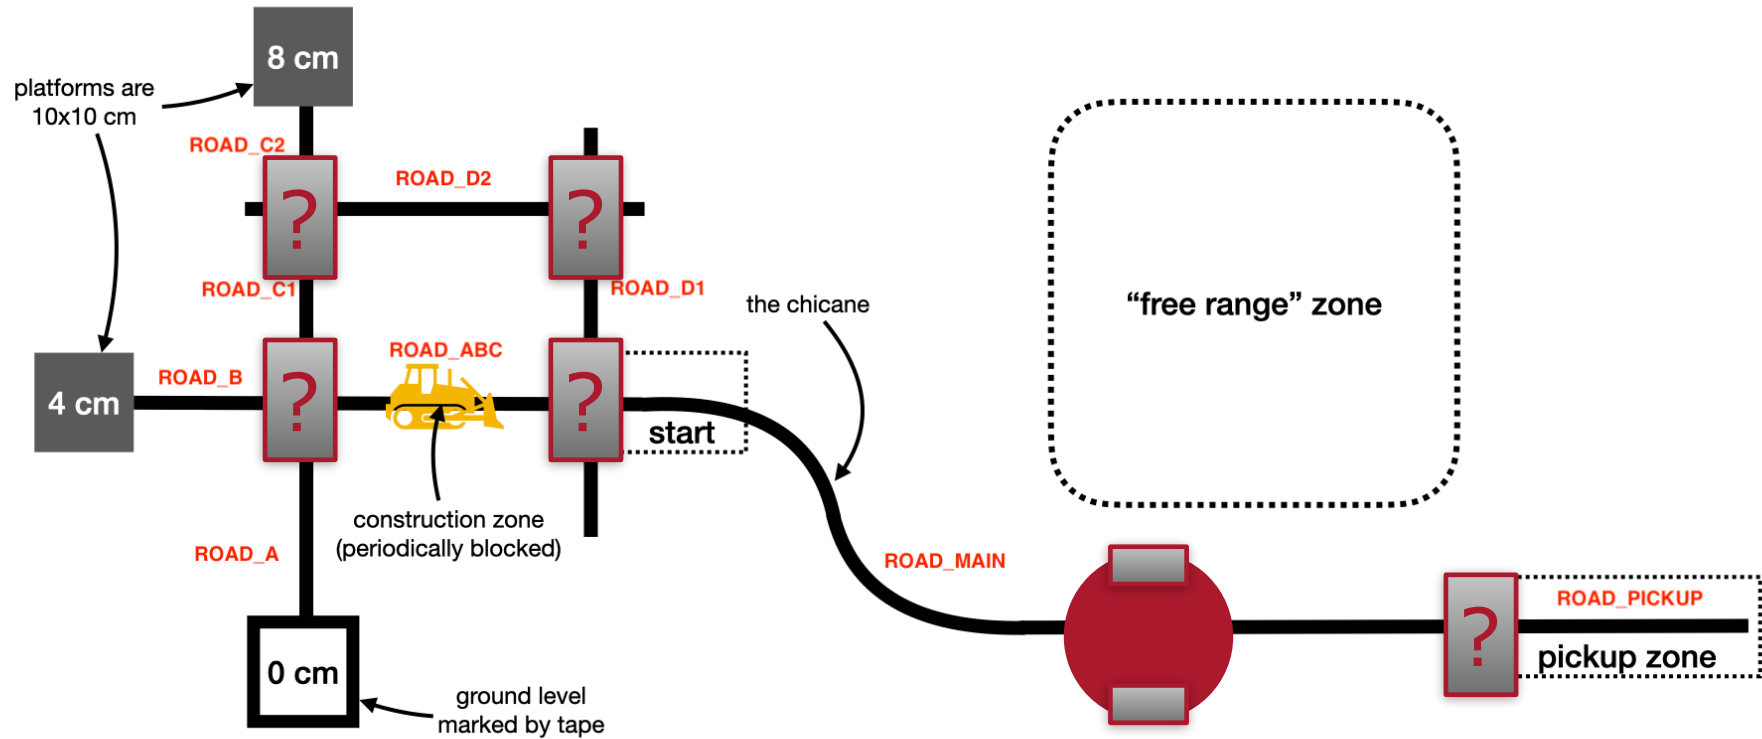 8 cm
platforms are
10x10 cm
ROAD_C2
?
ROAD_D2
?
ROAD_C1
ROAD_D1
the chicane
“free range” zone
4 cm
ROAD_B
?
ROAD_ABC
?
start
construction zone
(periodically blocked)
ROAD_A
ROAD_MAIN
?
ROAD_PICKUP
pickup zone
0 cm
ground level
marked by tape